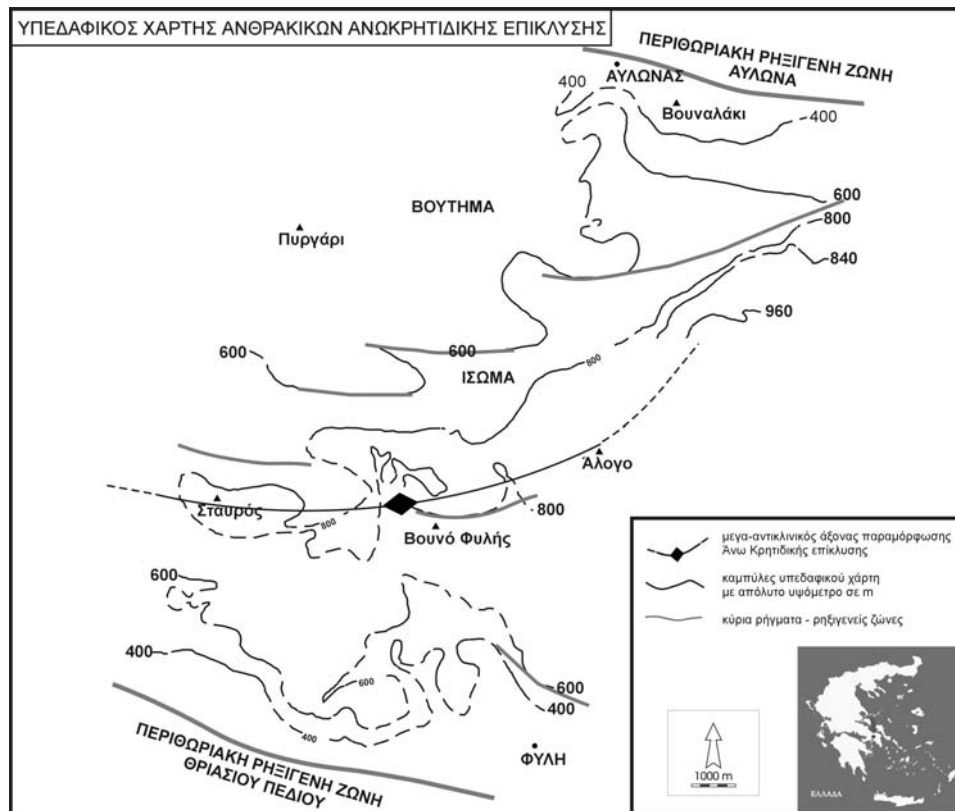 ΥΠΕΔΑΦΙΚΟΣ ΧΑΡΤΗΣ ΑΝΘΡΑΚΙΚΩΝ ΑΝΩΚΡΗΤΙΔΙΚΗΣ ΕΠΙΚΛΥΣΗΣ
ΠΕΡΙΘΩΡΙΑΚΗ ΡΗΞΙΓΕΝΗ ΖΩΝΗ
ΑΥΛΩΝΑ
ΑΥΛΩΝΑΣ
400
Βουναλάκι
400
600
ΒΟΥΤΗΜΑ
800
Πυργάρι
840
960
600
600
ΙΣΩΜΑ
800
Άλογο
Σταυρός
800
800
Βουνό Φυλής
600
400
600
600
400
400
ΦΥΛΗ
ΠΕΡΙΘΩΡΙΑΚΗ ΡΗΞΙΓΕΝΗ ΖΩΝΗ
ΘΡΙΑΣΙΟΥ ΠΕΔΙΟΥ
μεγα-αντικλινικός άξονας παραμόρφωσης
Άνω Κρητιδικής επίκλυσης
καμπύλες υπεδαφικού χάρτη
με απόλυτο υψόμετρο σε m
κύρια ρήγματα - ρηξιγενείς ζώνες
1000 m
ΕΛΛΑΔΑ